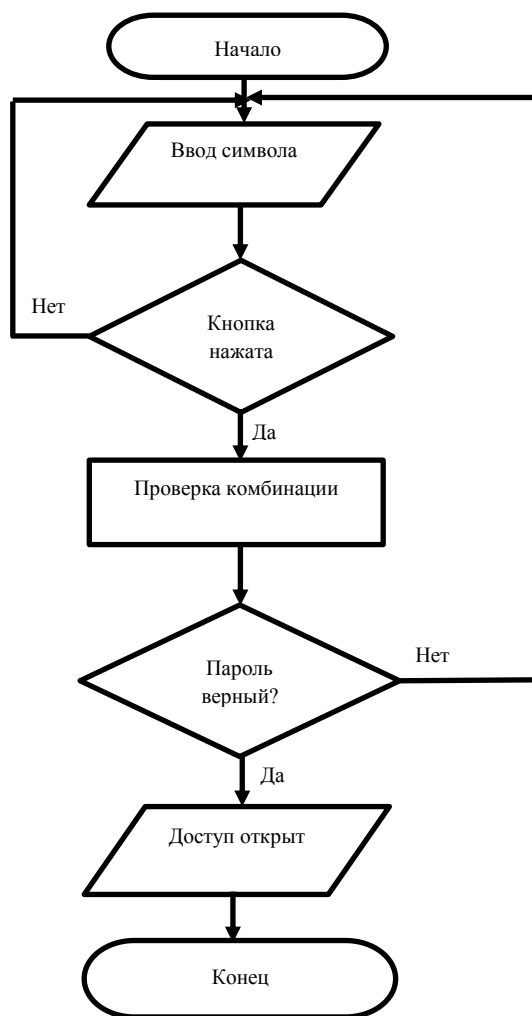 Начало
Ввод символа
Нет
Кнопка
нажата
Да
Проверка комбинации
Пароль
верный?
Нет
Да
Доступ открыт
Конец